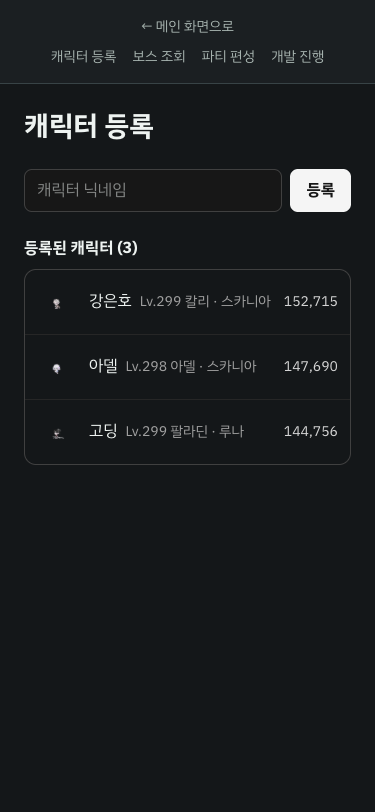 ← 메인 화면으로
캐릭터 등록 보스 조회 파티 편성 개발 진행
캐릭터 등록
캐릭터 닉네임 등록
등록된 캐릭터 (3)
강은호 Lv.299 칼리 · 스카니아 152,715
아델 Lv.298 아델 · 스카니아 147,690
고딩 Lv.299 팔라딘 · 루나 144,756